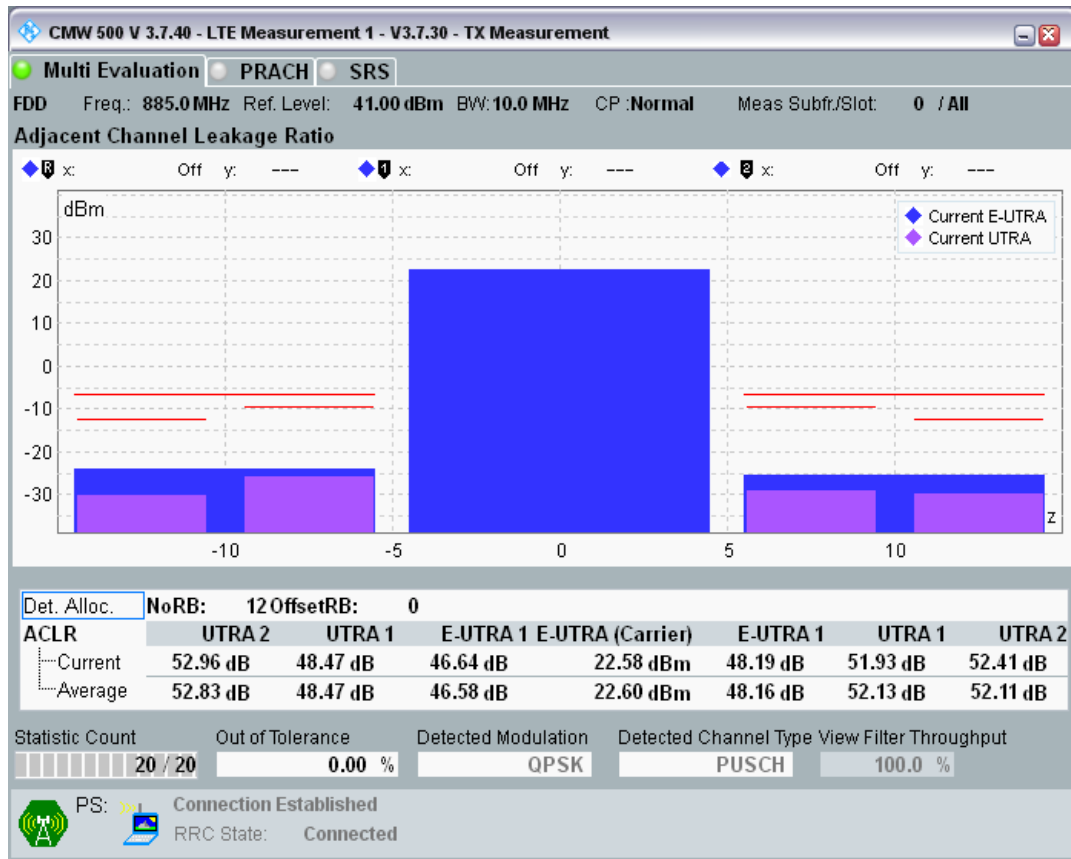 CMW 500 V 3.7.40 - LTE Measurement 1 - V3.7.30 - TX Measurement
Multi Evaluation PRACH SRS
FDD Freq.: 885.0 MHz Ref. Level: 41.00 dBm BW: 10.0 MHz CP :Normal Meas Subfr./Slot: 0 / All
Adjacent Channel Leakage Ratio
R x: Off y: --- 1 x: Off y: --- 2 x: Off y: ---
dBm
Current E-UTRA
Current UTRA
30
20
10
0
-10
-20
-30
z
-10 -5 0 5 10
Det. Alloc. NoRB: 12 OffsetRB: 0
ACLR UTRA 2 UTRA 1 E-UTRA 1 E-UTRA (Carrier) E-UTRA 1 UTRA 1 UTRA 2
Current 52.96 dB 48.47 dB 46.64 dB 22.58 dBm 48.19 dB 51.93 dB 52.41 dB
Average 52.83 dB 48.47 dB 46.58 dB 22.60 dBm 48.16 dB 52.13 dB 52.11 dB
Statistic Count Out of Tolerance Detected Modulation Detected Channel Type View Filter Throughput
20 / 20 0.00 % QPSK PUSCH 100.0 %
PS: Connection Established
RRC State: Connected